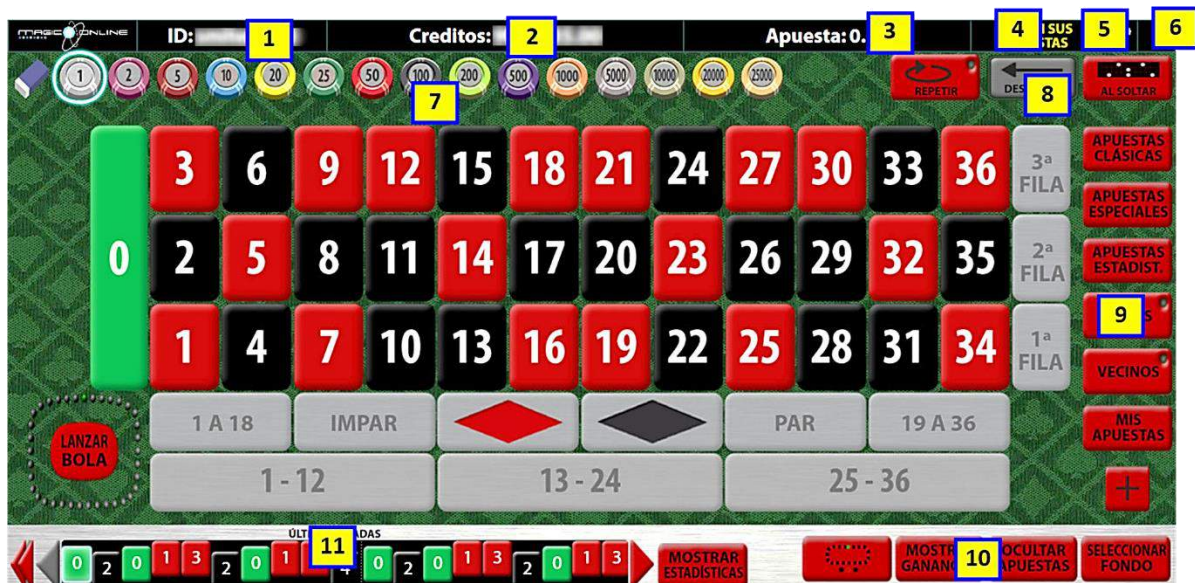 MAGIC ONLINE ID: 1 Creditos: 2 Apuesta: 0. 3 4 SUS 5 6
1 2 5 10 20 25 50 100 200 500 1000 5000 10000 20000 25000 REPETIR 8 AL SOLTAR
7
0
3 6 9 12 15 18 21 24 27 30 33 36 3ª FILA
2 5 8 11 14 17 20 23 26 29 32 35 2ª FILA
1 4 7 10 13 16 19 22 25 28 31 34 1ª FILA
1 A 18 IMPAR PAR 19 A 36
1 - 12 13 - 24 25 - 36
LANZAR
BOLA
APUESTAS
CLÁSICAS
APUESTAS
ESPECIALES
APUESTAS
ESTADIST.
9
VECINOS
MIS
APUESTAS
+
11
0 2 0 1 3 2 0 1 4 0 2 0 1 3 2 0 1 3
MOSTRAR
ESTADÍSTICAS
10
OCULTAR
APUESTAS
SELECCIONAR
FONDO